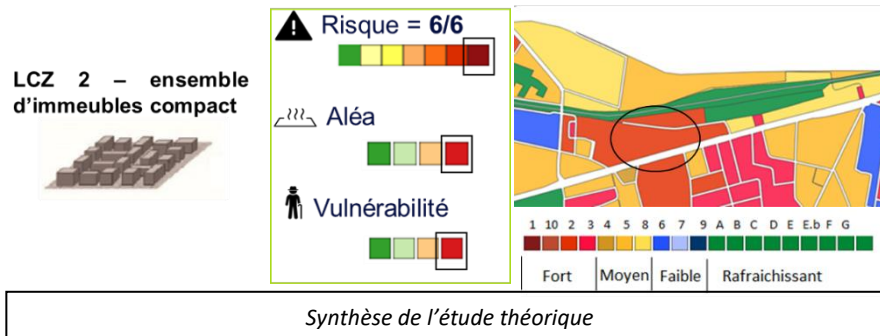 LCZ 2 – ensemble
d’immeubles compact
Risque = 6/6
Aléa
Vulnérabilité
1 10 2 3 4 5 8 6 7 9 A B C D E E.b F G
Fort Moyen Faible Rafraichissant
Synthèse de l’étude théorique